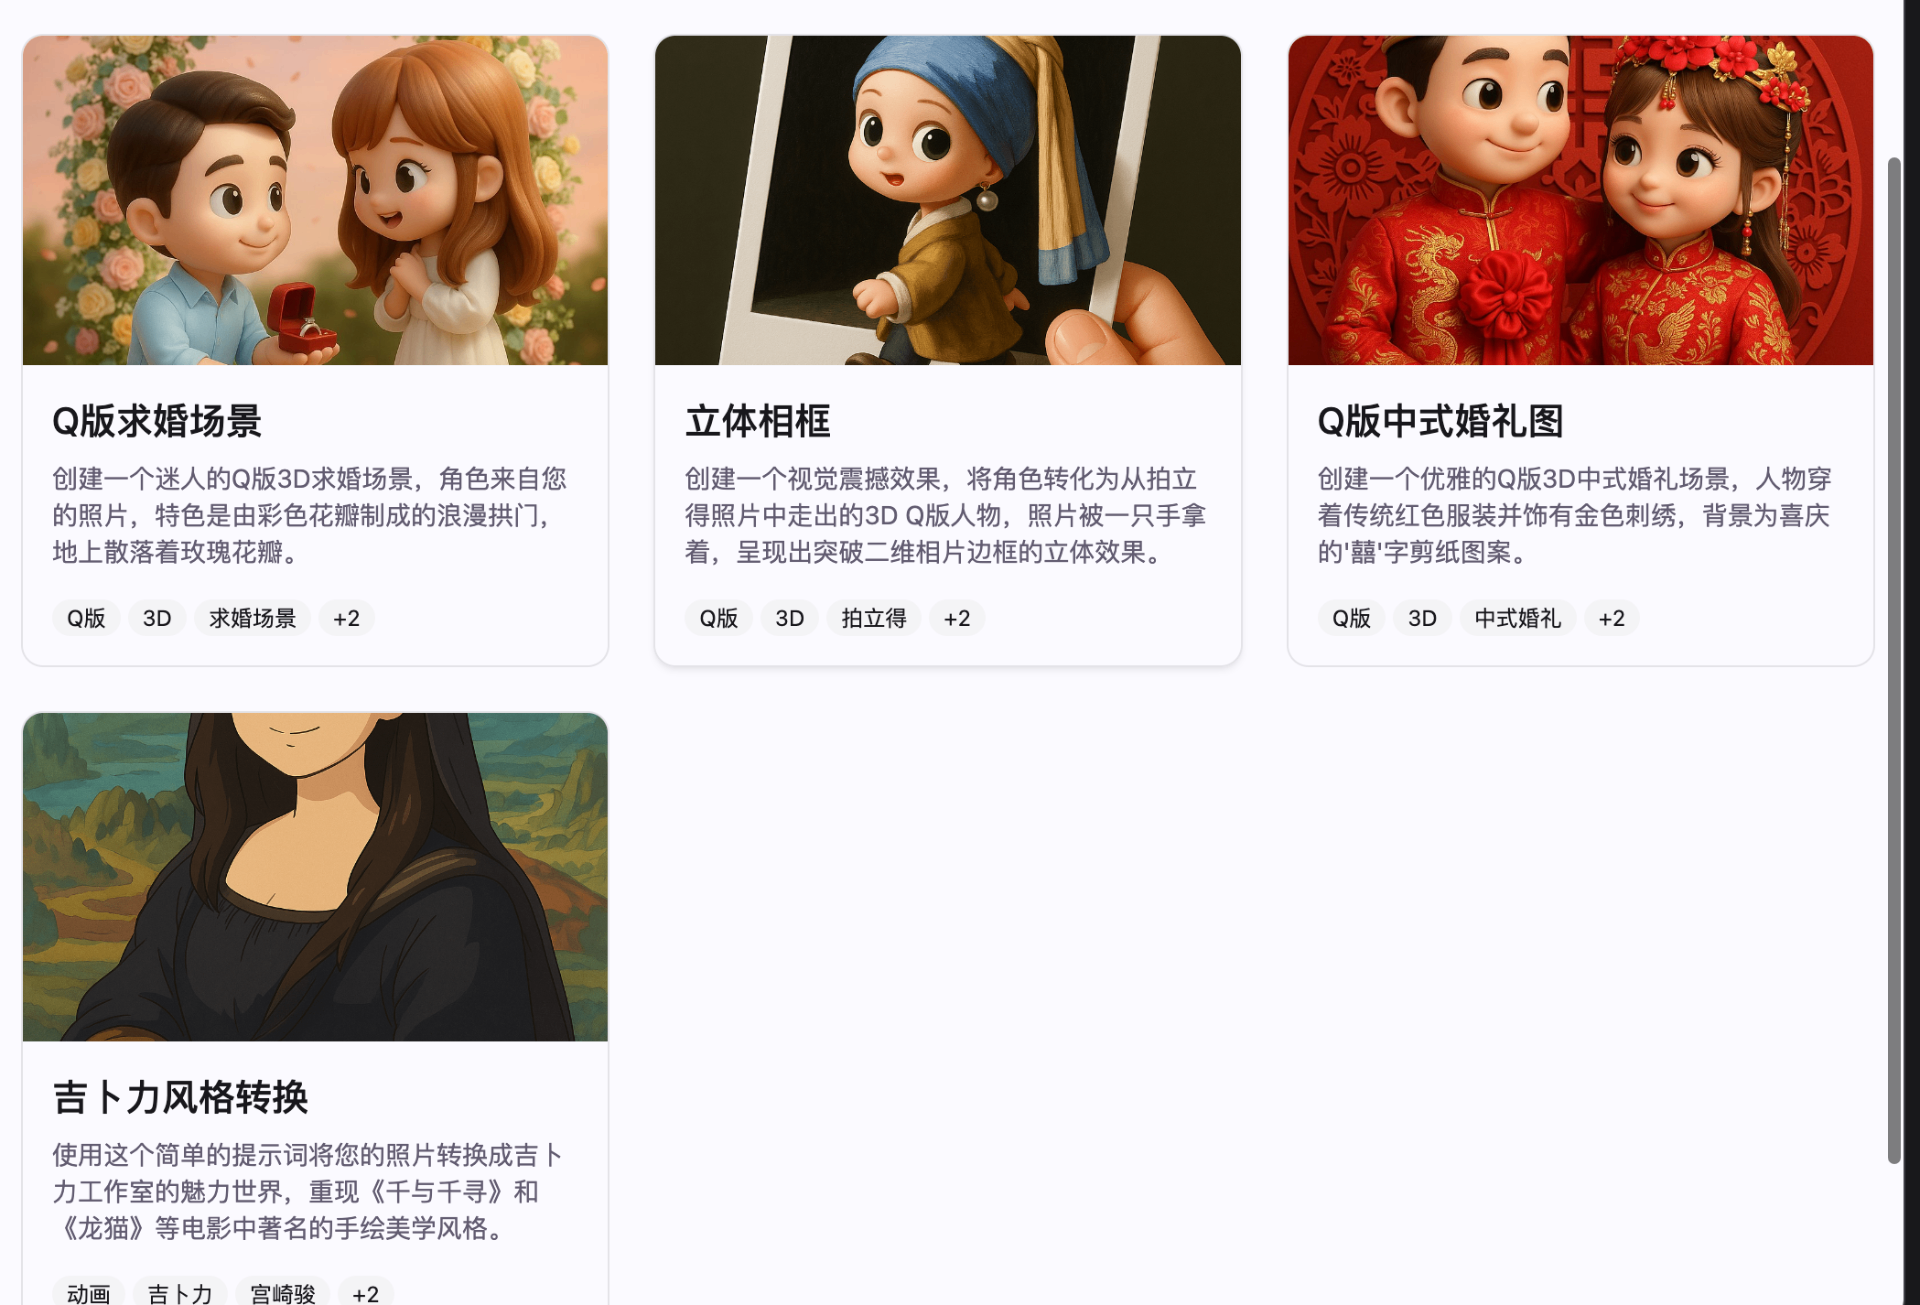 Q版求婚场景
创建一个迷人的Q版3D求婚场景，角色来自您
的照片，特色是由彩色花瓣制成的浪漫拱门，
地上散落着玫瑰花瓣。
Q版 3D 求婚场景 +2
立体相框
创建一个视觉震撼效果，将角色转化为从拍立
得照片中走出的3D Q版人物，照片被一只手拿
着，呈现出突破二维相片边框的立体效果。
Q版 3D 拍立得 +2
Q版中式婚礼图
创建一个优雅的Q版3D中式婚礼场景，人物穿
着传统红色服装并饰有金色刺绣，背景为喜庆
的'囍'字剪纸图案。
Q版 3D 中式婚礼 +2
吉卜力风格转换
使用这个简单的提示词将您的照片转换成吉卜
力工作室的魅力世界，重现《千与千寻》和
《龙猫》等电影中著名的手绘美学风格。
动画 吉卜力 宫崎骏 +2